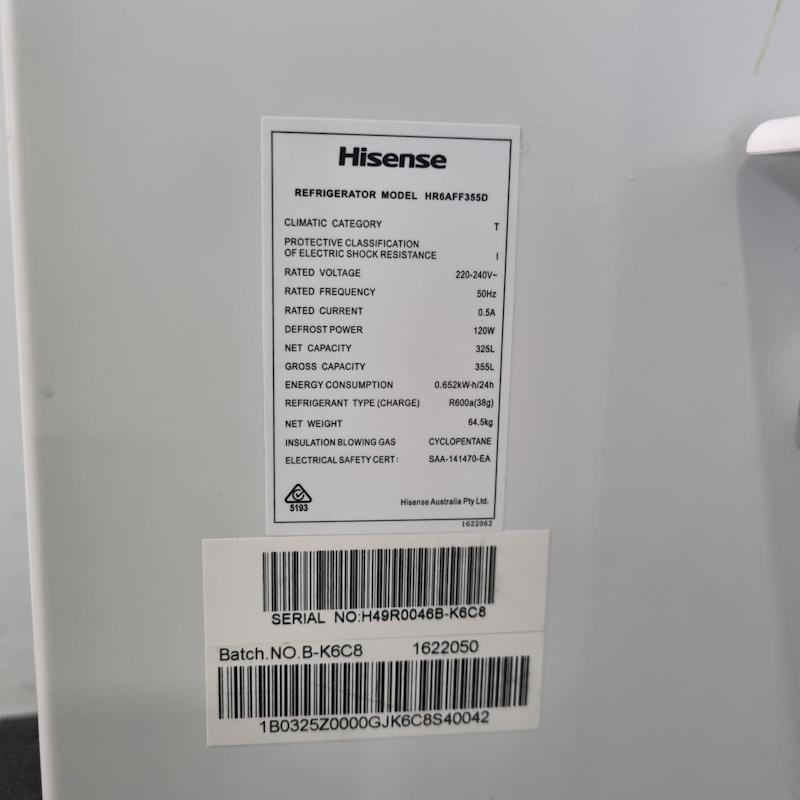 Hisense
REFRIGERATOR MODEL HR6AFF355D
CLIMATIC CATEGORY T
PROTECTIVE CLASSIFICATION
OF ELECTRIC SHOCK RESISTANCE I
RATED VOLTAGE 220-240V~
RATED FREQUENCY 50Hz
RATED CURRENT 0.5A
DEFROST POWER 120W
NET CAPACITY 325L
GROSS CAPACITY 355L
ENERGY CONSUMPTION 0.652kW·h/24h
REFRIGERANT TYPE (CHARGE) R600a(38g)
NET WEIGHT 64.5kg
INSULATION BLOWING GAS CYCLOPENTANE
ELECTRICAL SAFETY CERT: SAA-141470-EA
5193
Hisense Australia Pty Ltd.
1622062
SERIAL NO:H49R0046B-K6C8
Batch.NO.B-K6C8 1622050
1B0325Z0000GJK6C8S40042